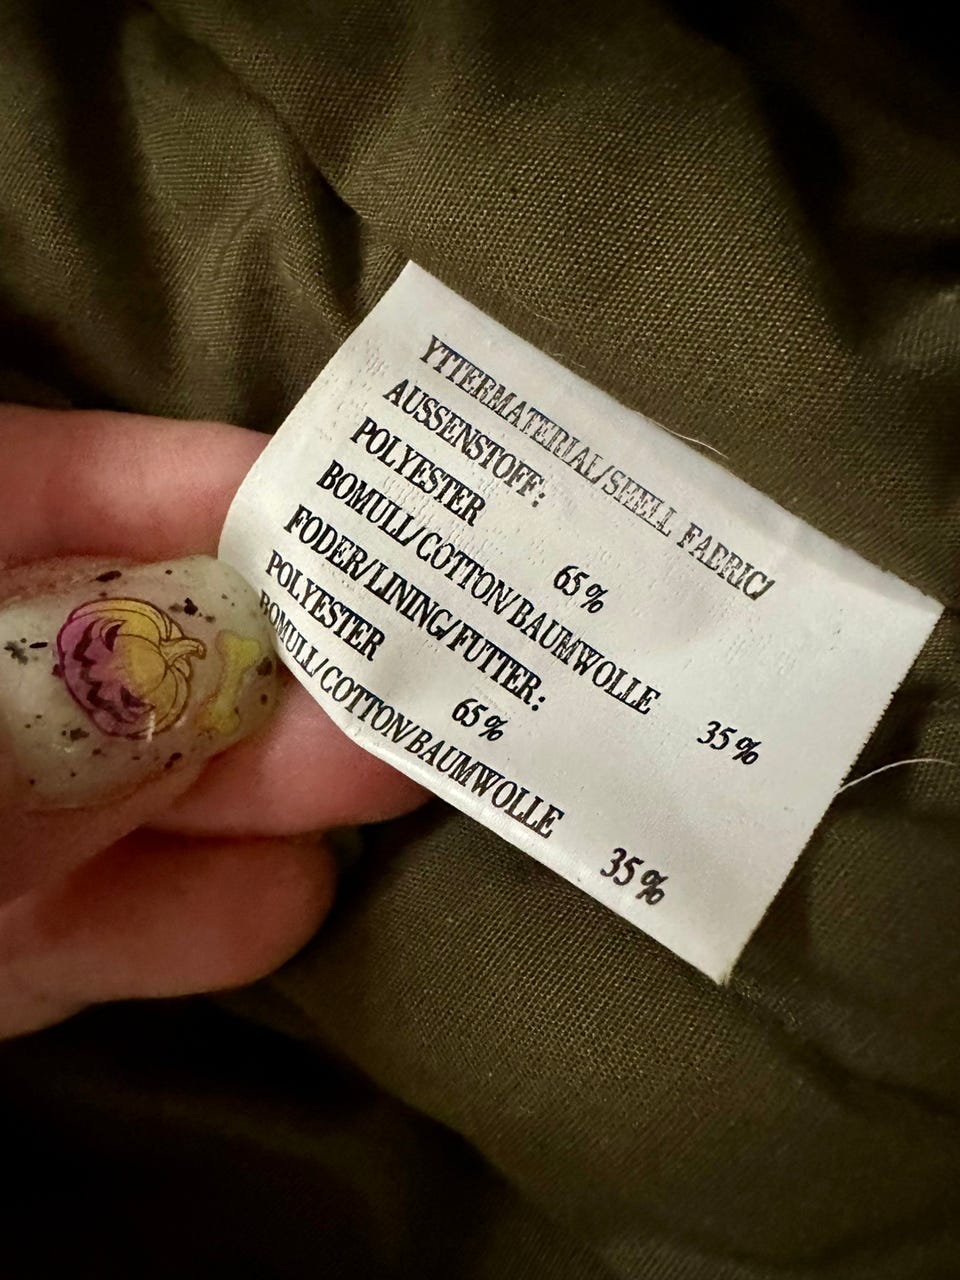 YTTERMATERIAL/SHELL FABRIC/
AUSSENSTOFF:
POLYESTER 65%
BOMULL/COTTON/BAUMWOLLE 35%
FODER/LINING/FUTTER:
POLYESTER 65%
BOMULL/COTTON/BAUMWOLLE 35%